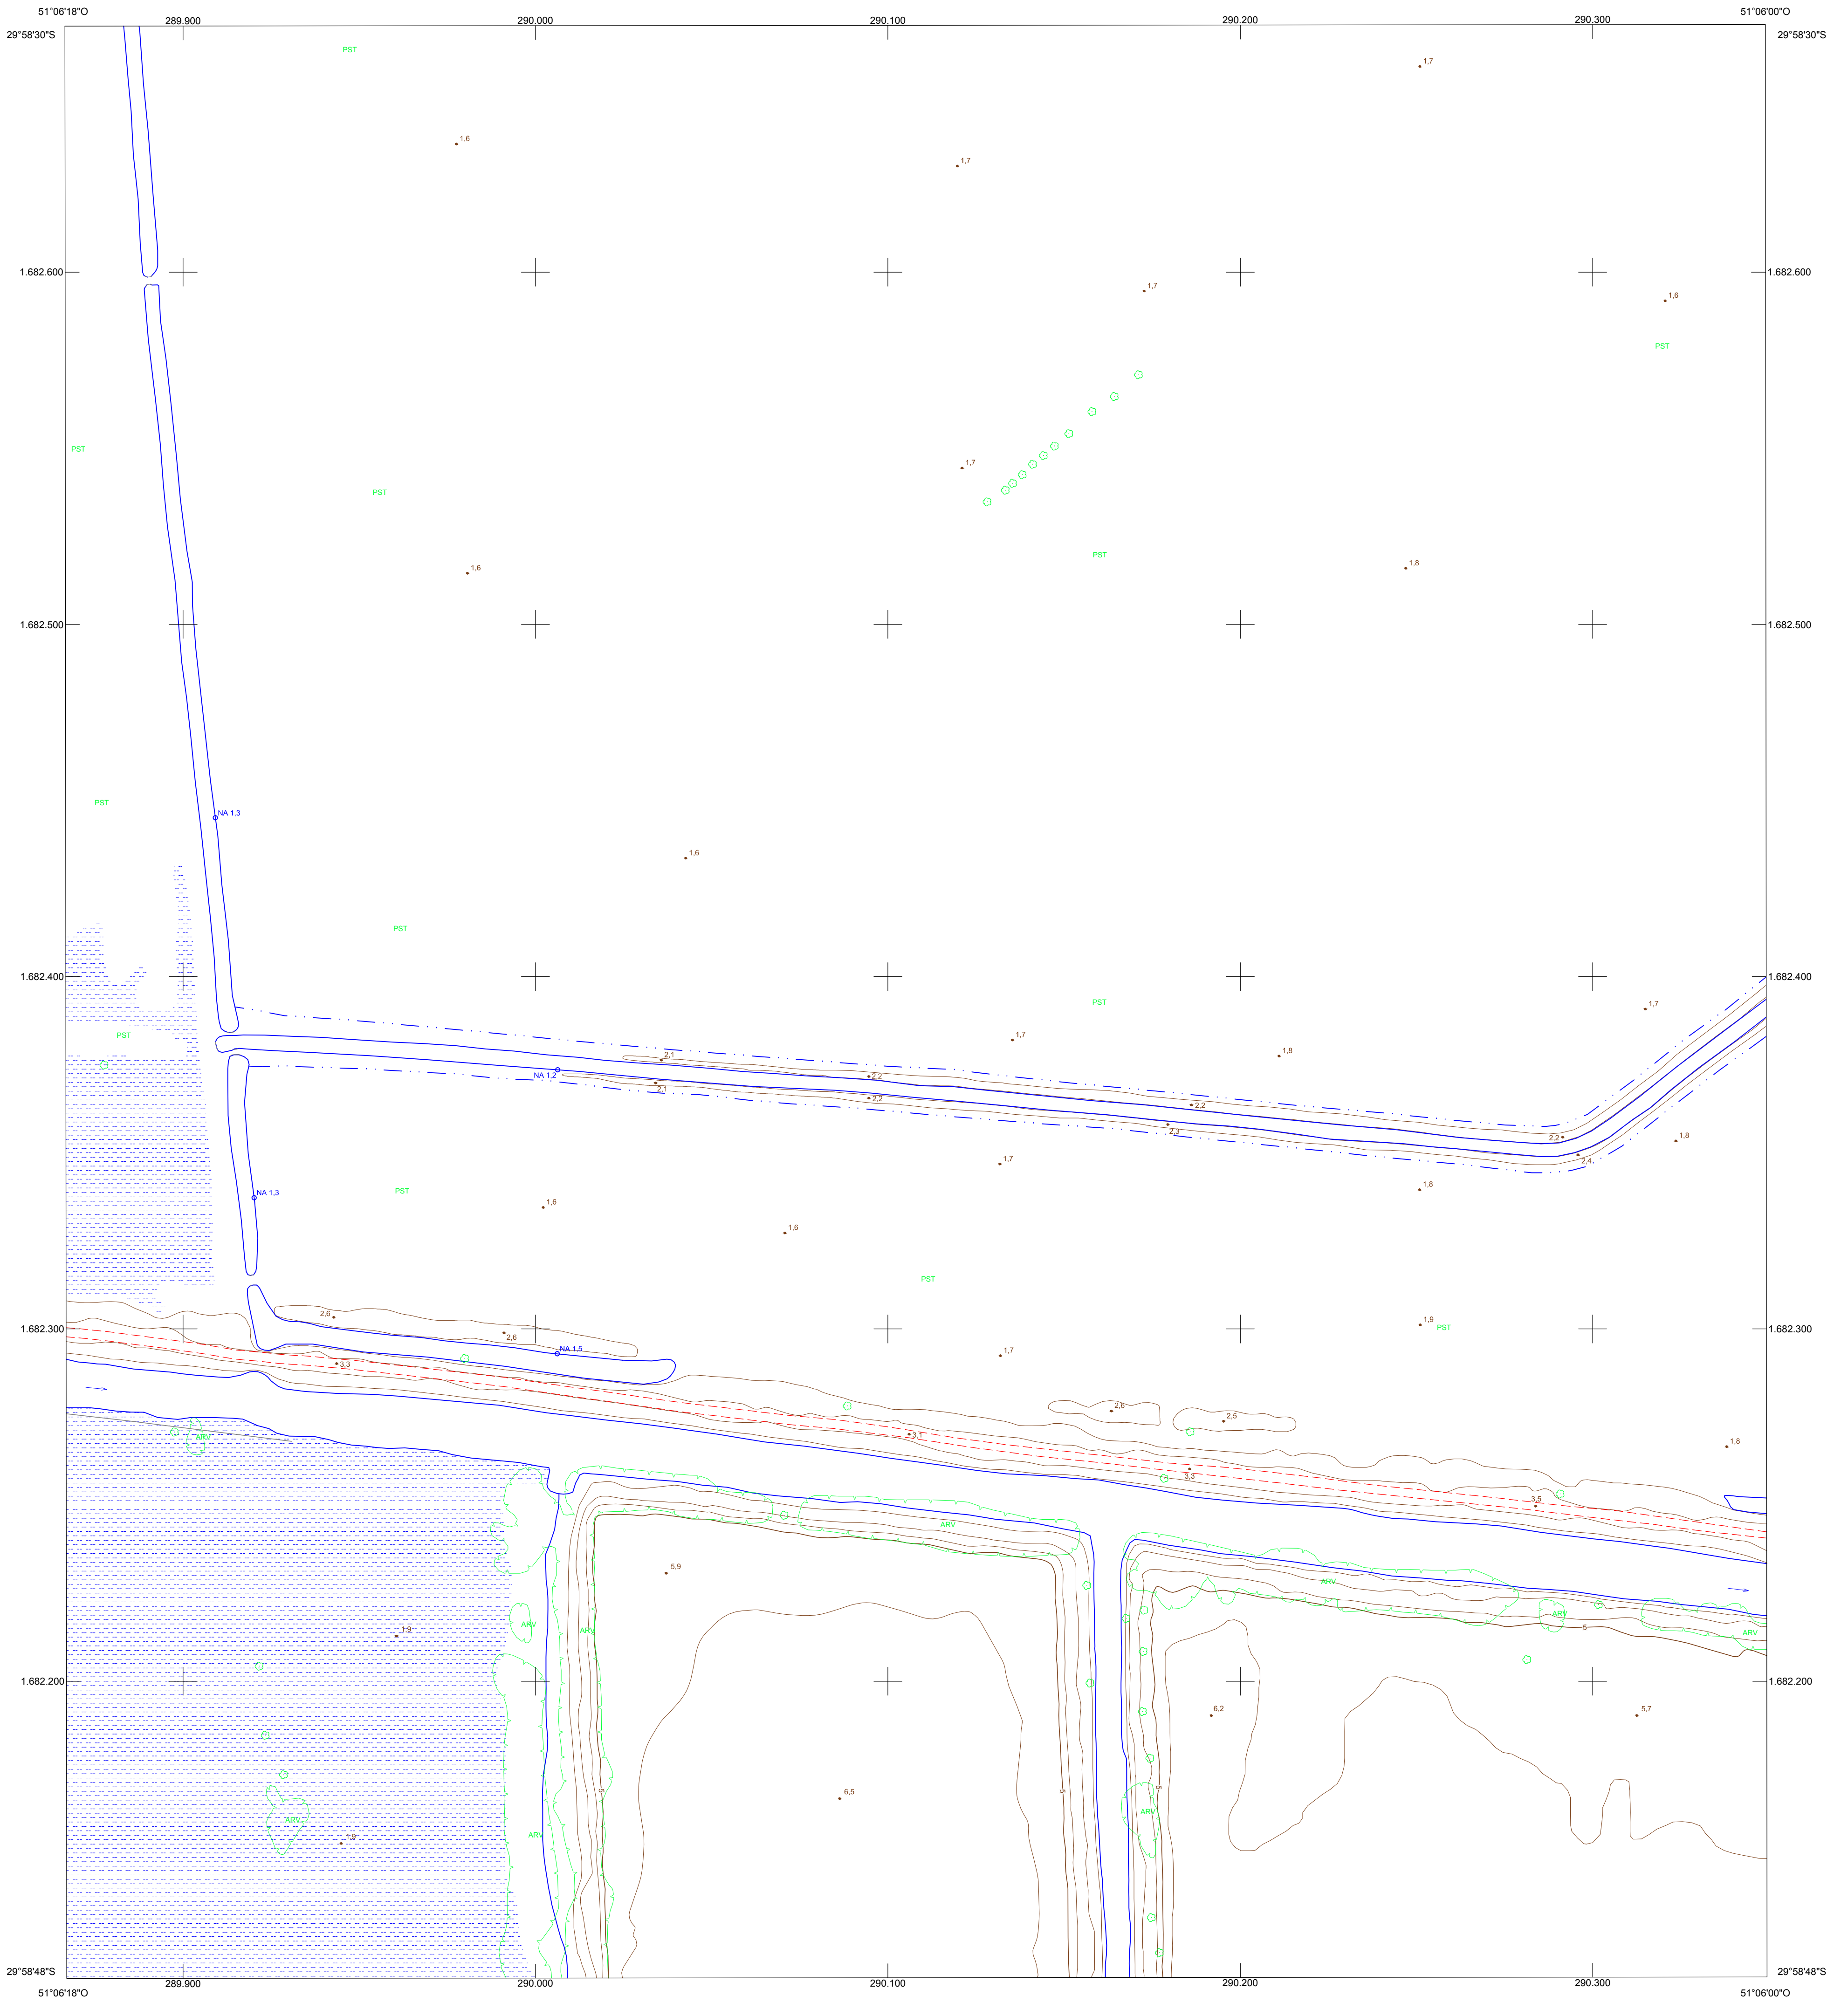 51°06'18"O 51°06'00"O
289.900 290.000 290.100 290.200 290.300
29°58'30"S 29°58'30"S
PST
1,7
1,6
1,7
1.682.600 1.682.600
1,7
1,6
PST
PST
1,7
PST
PST
1,6
1,8
1.682.500 1.682.500
PST
NA 1,3
1,6
PST
1.682.400 1.682.400
PST
1,7
PST
1,7
1,8
2,1
NA 1,2
2,2
2,1
2,2
2,2
2,3
2,2
1,8
2,4
1,7
PST
NA 1,3
1,8
1,6
1,6
PST
2,6
1,9
1.682.300 PST 1.682.300
2,6
NA 1,5
1,7
3,3
2,6
2,5
ARV
3,1
1,8
3,3
3,5
ARV
5,9
ARV
ARV
ARV
ARV
5
ARV
1,9
1.682.200 1.682.200
6,2
5,7
5
5
5
6,5
ARV
ARV
ARV
1,9
29°58'48"S 29°58'48"S
289.900 290.000 290.100 290.200 290.300
51°06'18"O 51°06'00"O